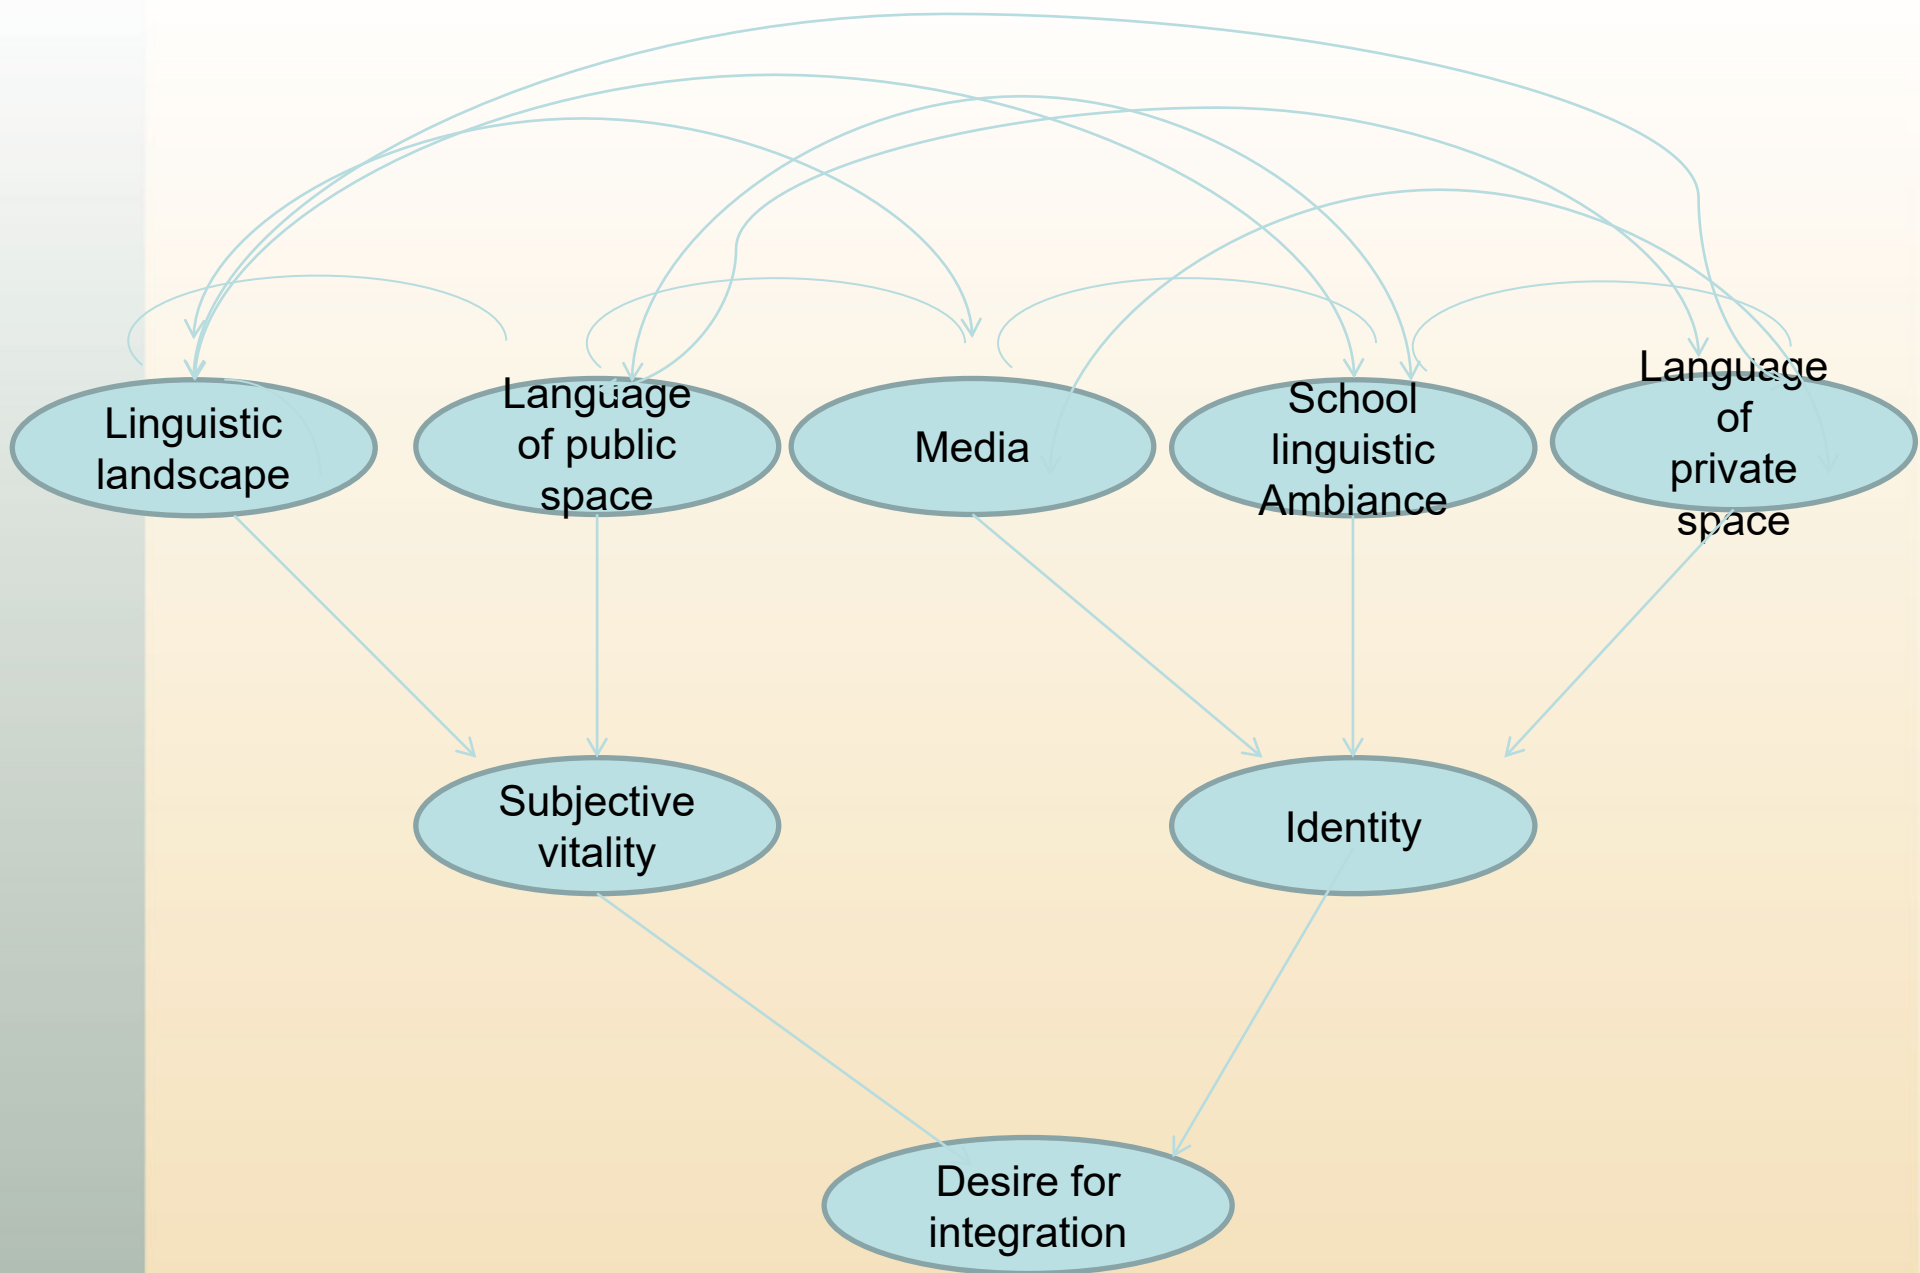 Linguistic
landscape
Language
of public
space
Media
School
linguistic
Ambiance
Language
of
private
space
Subjective
vitality
Identity
Desire for
integration